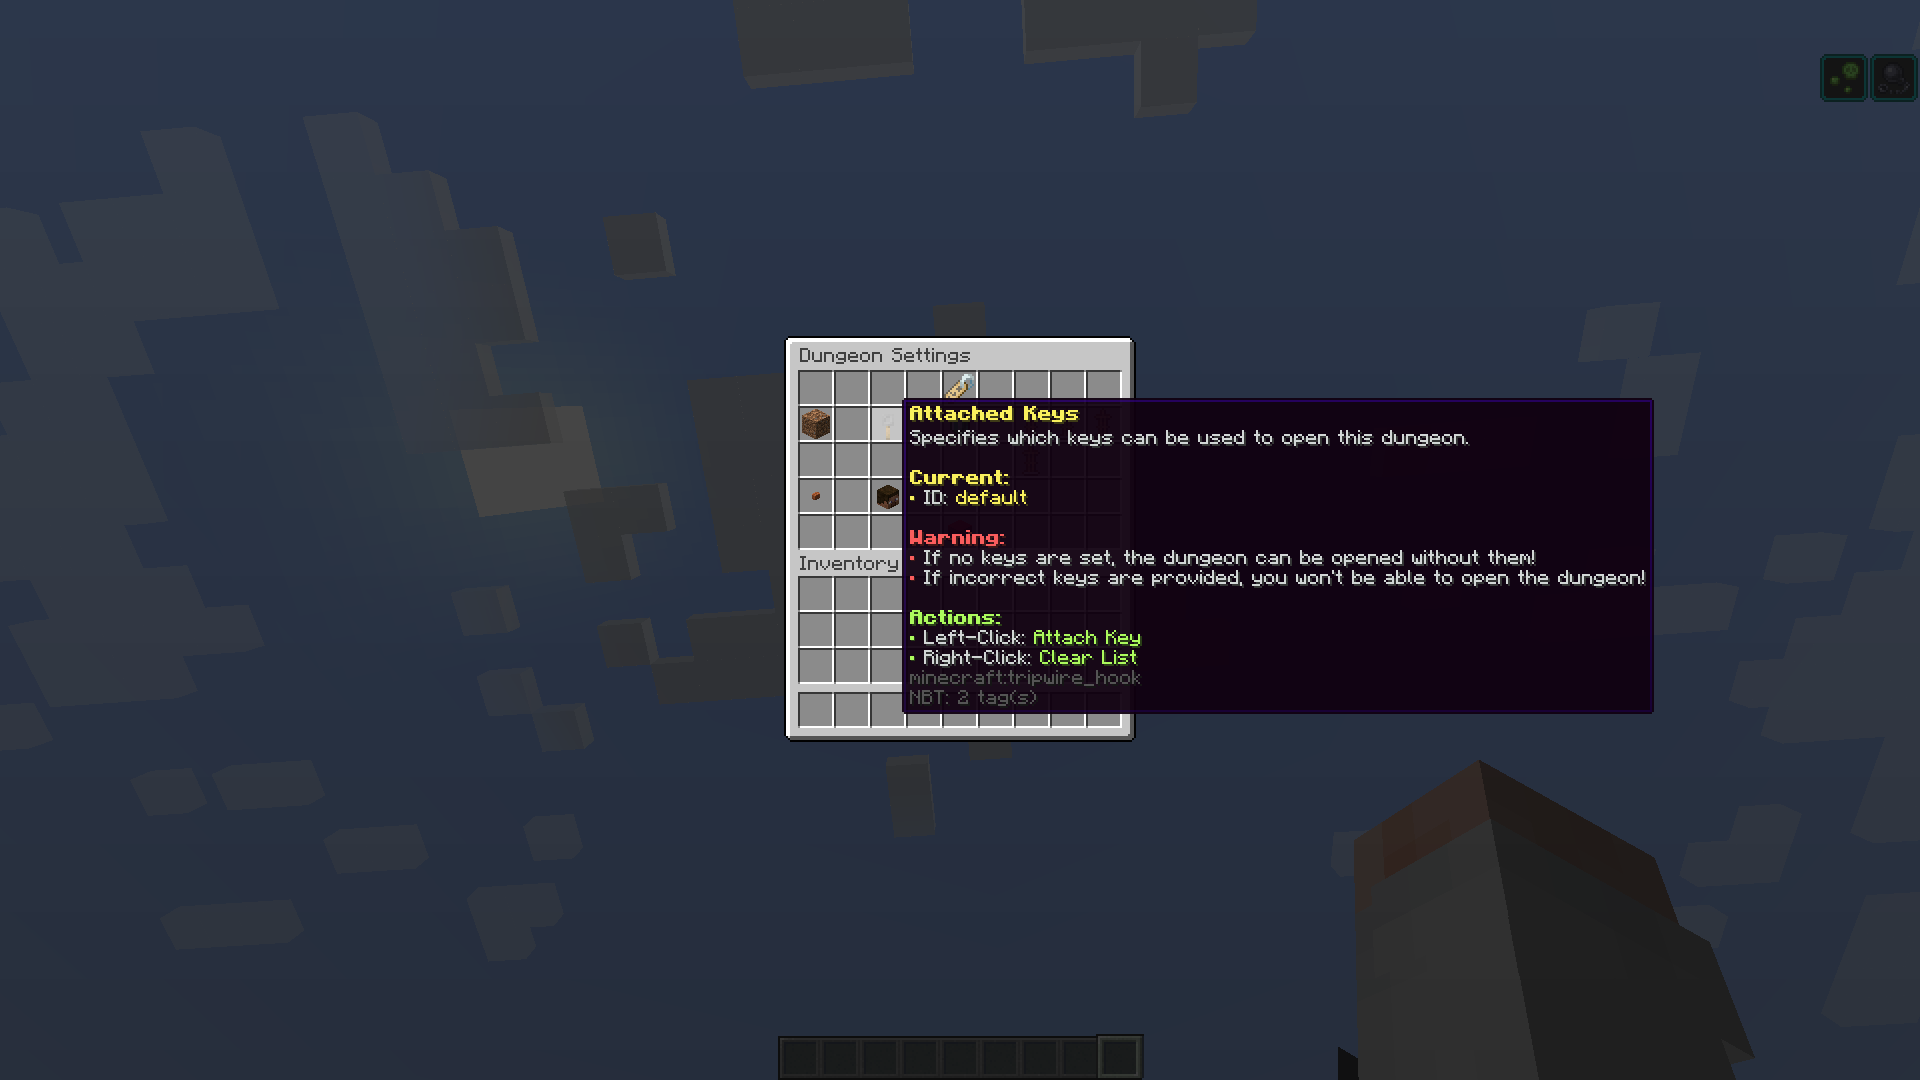 Dungeon Settings
Attached Keys
Specifies which keys can be used to open this dungeon.
Current:
• ID: default
Warning:
• If no keys are set, the dungeon can be opened without them!
• If incorrect keys are provided, you won't be able to open the dungeon!
Inventory
Actions:
• Left-Click: Attach Key
• Right-Click: Clear List
minecraft:tripwire_hook
NBT: 2 tag(s)